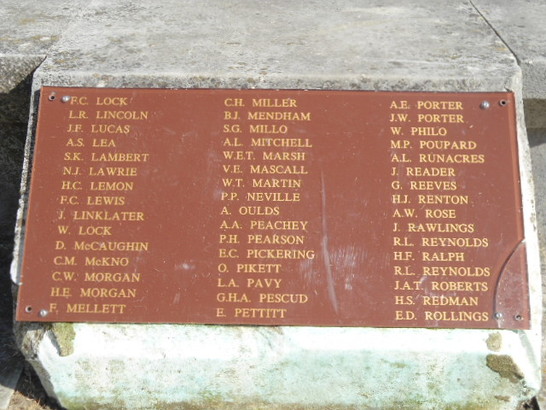 F.C. LOCK
L.R. LINCOLN
J.F. LUCAS
A.S. LEA
S.K. LAMBERT
N.J. LAWRIE
H.C. LEMON
F.C. LEWIS
J. LINKLATER
W. LOCK
D. McCAUGHIN
C.M. McKNO
C.W. MORGAN
H.E. MORGAN
F. MELLETT
C.H. MILLER
B.J. MENDHAM
S.G. MILLO
A.L. MITCHELL
W.E.T. MARSH
V.E. MASCALL
W.T. MARTIN
P.P. NEVILLE
A. OULDS
A.A. PEACHEY
P.H. PEARSON
E.C. PICKERING
O. PIKETT
L.A. PAVY
G.H.A. PESCUD
E. PETTITT
A.E. PORTER
J.W. PORTER
W. PHILO
M.P. POUPARD
A.L. RUNACRES
J. READER
G. REEVES
H.J. RENTON
A.W. ROSE
J. RAWLINGS
R.L. REYNOLDS
H.F. RALPH
R.L. REYNOLDS
J.A.T. ROBERTS
H.S. REDMAN
E.D. ROLLINGS